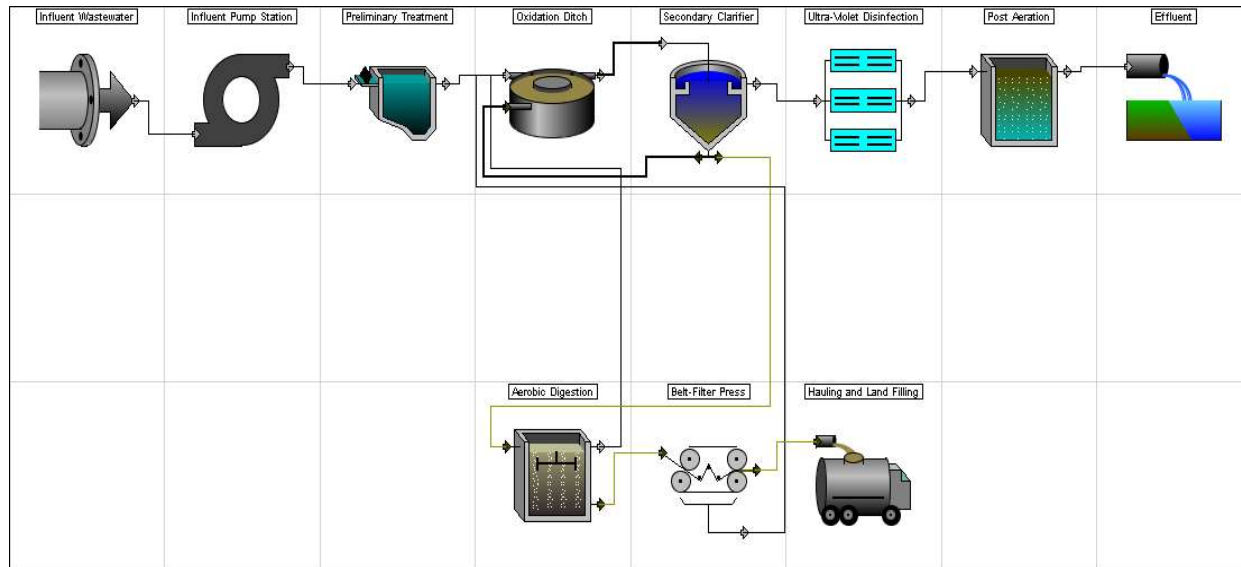 Influent Wastewater
Influent Pump Station
Preliminary Treatment
Oxidation Ditch
Secondary Clarifier
Ultra-Violet Disinfection
Post Aeration
Effluent
Aerobic Digestion
Belt-Filter Press
Hauling and Land Filling